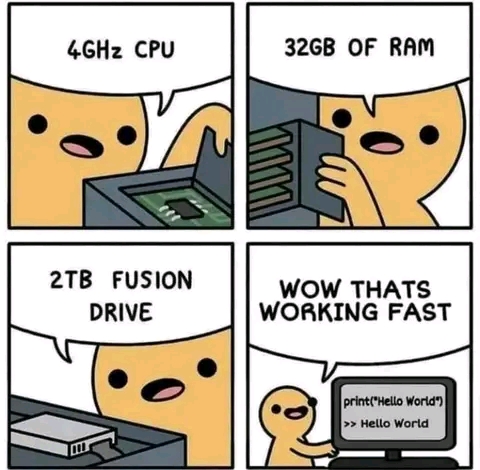 4GHz CPU
32GB OF RAM
2TB FUSION
DRIVE
WOW THATS
WORKING FAST
print("Hello World")
>> Hello World